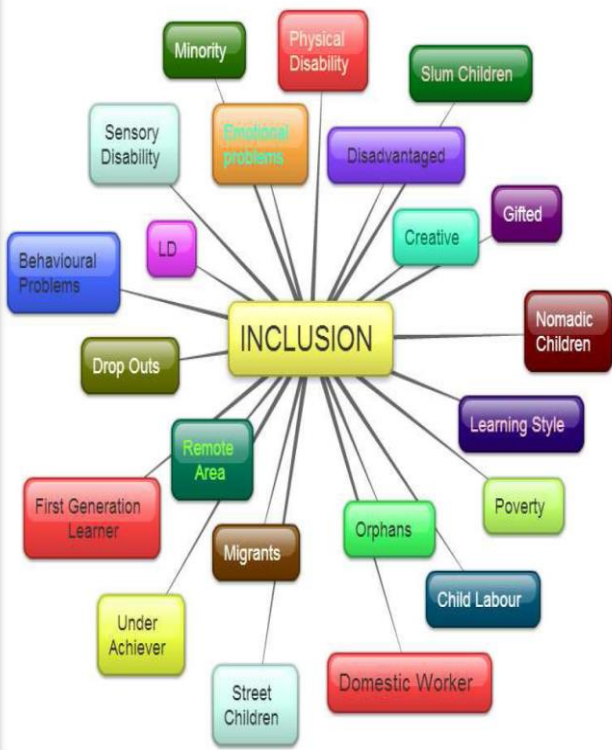 Minority
Physical
Disability
Slum Children
Sensory
Disability
Emotional
problems
Disadvantaged
Gifted
Creative
LD
Behavioural
Problems
Nomadic
Children
INCLUSION
Drop Outs
Learning Style
Remote
Area
First Generation
Learner
Poverty
Orphans
Migrants
Child Labour
Under
Achiever
Domestic Worker
Street
Children